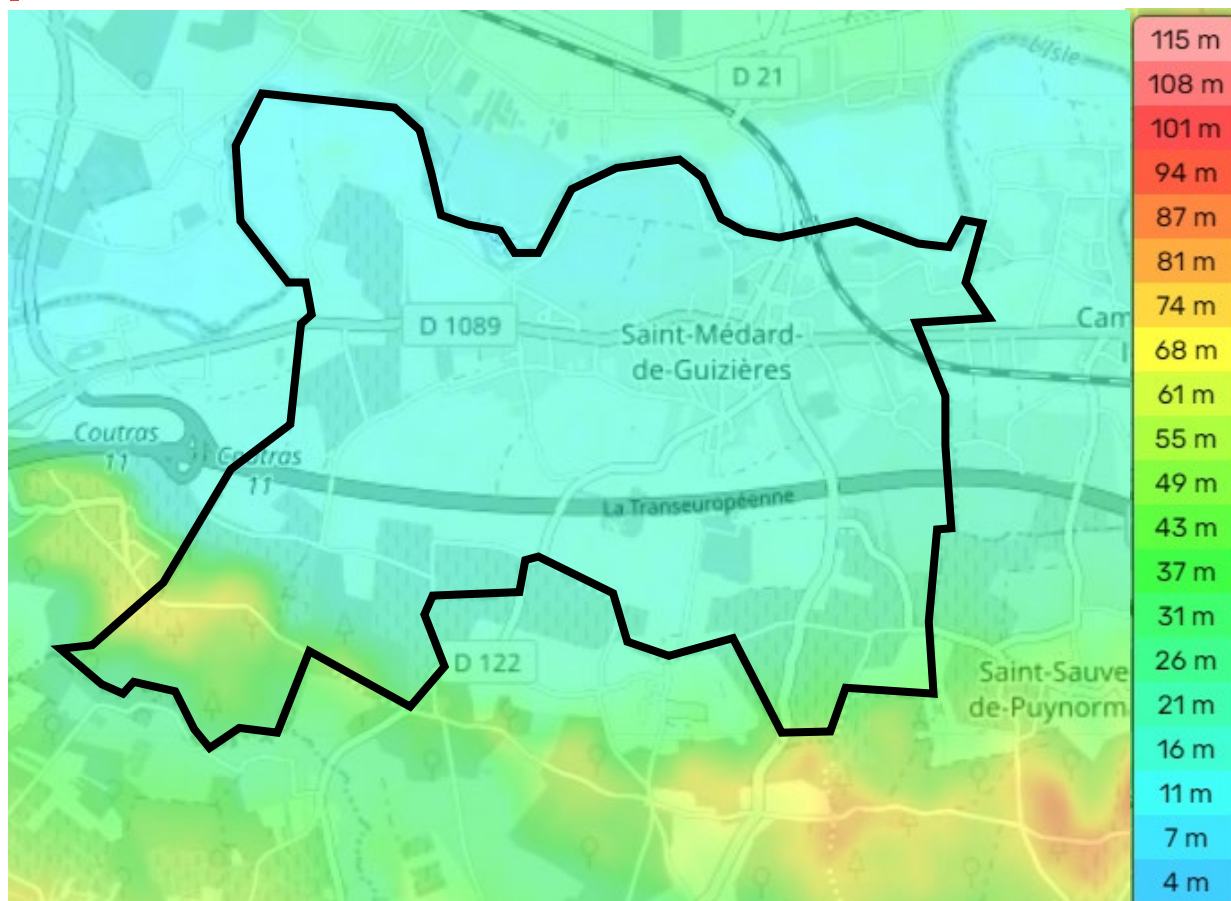 D 21
L'Isle
D 1089
Saint-Médard-
de-Guizières
Cam
Coutras
11
Coutras
11
La Transeuropéenne
D 122
Saint-Sauve
de-Puynorm
115 m
108 m
101 m
94 m
87 m
81 m
74 m
68 m
61 m
55 m
49 m
43 m
37 m
31 m
26 m
21 m
16 m
11 m
7 m
4 m